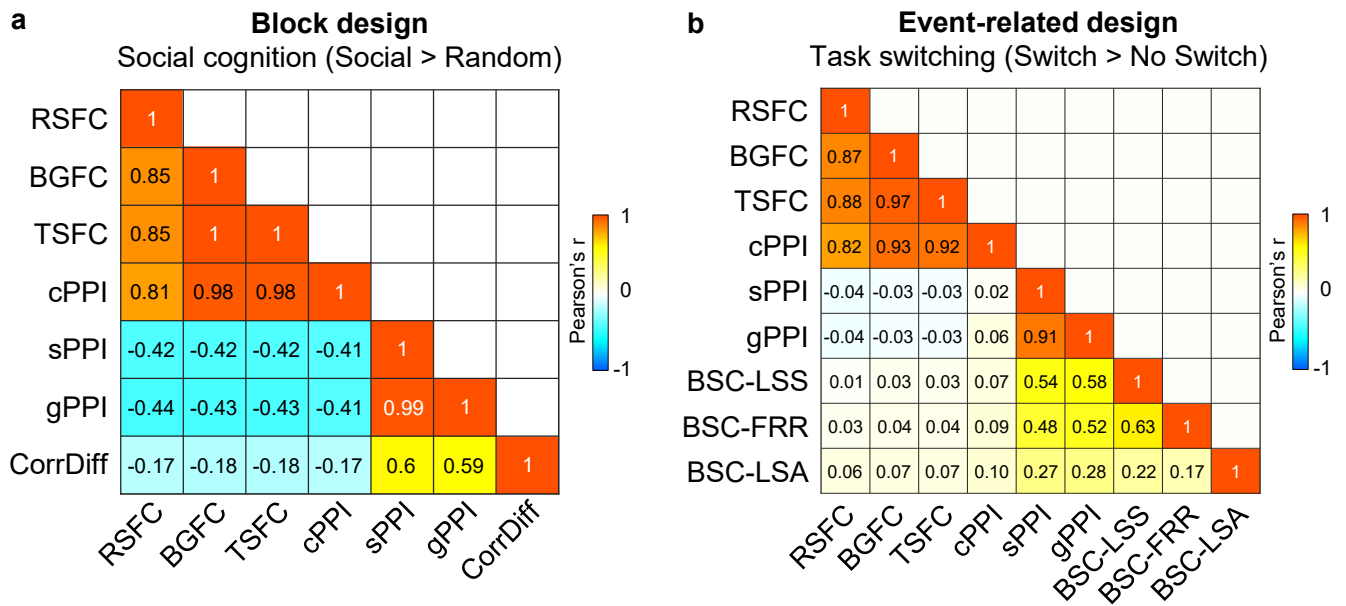 a
Block design
Social cognition (Social > Random)
RSFC 1
BGFC 0.85 1
TSFC 0.85 1 1
cPPI 0.81 0.98 0.98 1
sPPI -0.42 -0.42 -0.42 -0.41 1
gPPI -0.44 -0.43 -0.43 -0.41 0.99 1
CorrDiff -0.17 -0.18 -0.18 -0.17 0.6 0.59 1
RSFC BGFC TSFC cPPI sPPI gPPI CorrDiff
Pearson's r
1
0
-1
b
Event-related design
Task switching (Switch > No Switch)
RSFC 1
BGFC 0.87 1
TSFC 0.88 0.97 1
cPPI 0.82 0.93 0.92 1
sPPI -0.04 -0.03 -0.03 0.02 1
gPPI -0.04 -0.03 -0.03 0.06 0.91 1
BSC-LSS 0.01 0.03 0.03 0.07 0.54 0.58 1
BSC-FRR 0.03 0.04 0.04 0.09 0.48 0.52 0.63 1
BSC-LSA 0.06 0.07 0.07 0.10 0.27 0.28 0.22 0.17 1
RSFC BGFC TSFC cPPI sPPI gPPI BSC-LSS BSC-FRR BSC-LSA
Pearson's r
1
0
-1